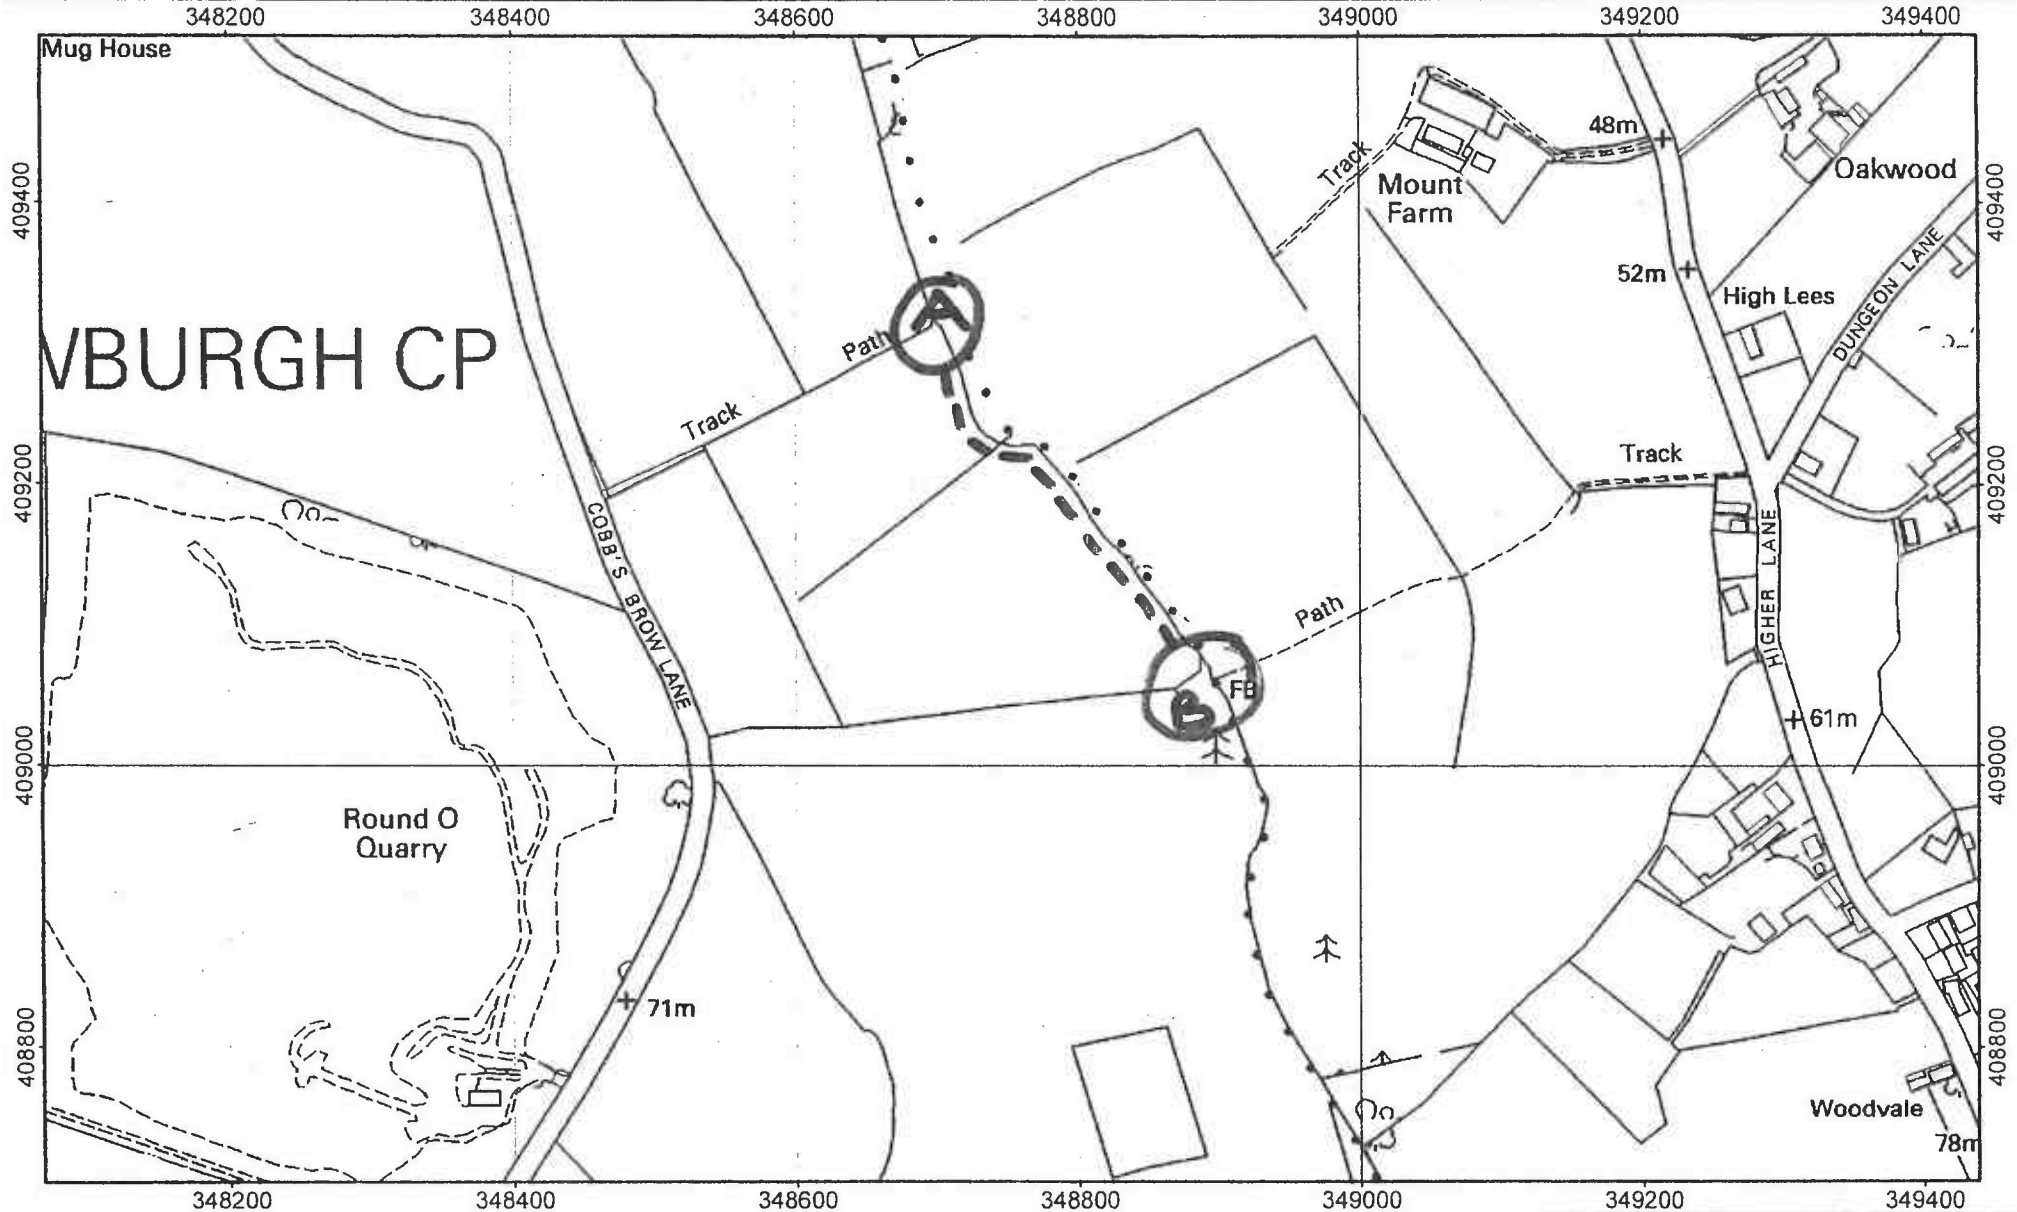 348200 348400 348600 348800 349000 349200 349400
Mug House
48m
Track
Oakwood
Mount
Farm
409400
409400
52m
High Lees
DUNGEON LANE
A
Path
VBURGH CP
Track
Track
409200
409200
COBB'S BROW LANE
HIGHER LANE
Path
B
FB
61m
409000
409000
Round O
Quarry
71m
408800
408800
Woodvale
78m
348200 348400 348600 348800 349000 349200 349400